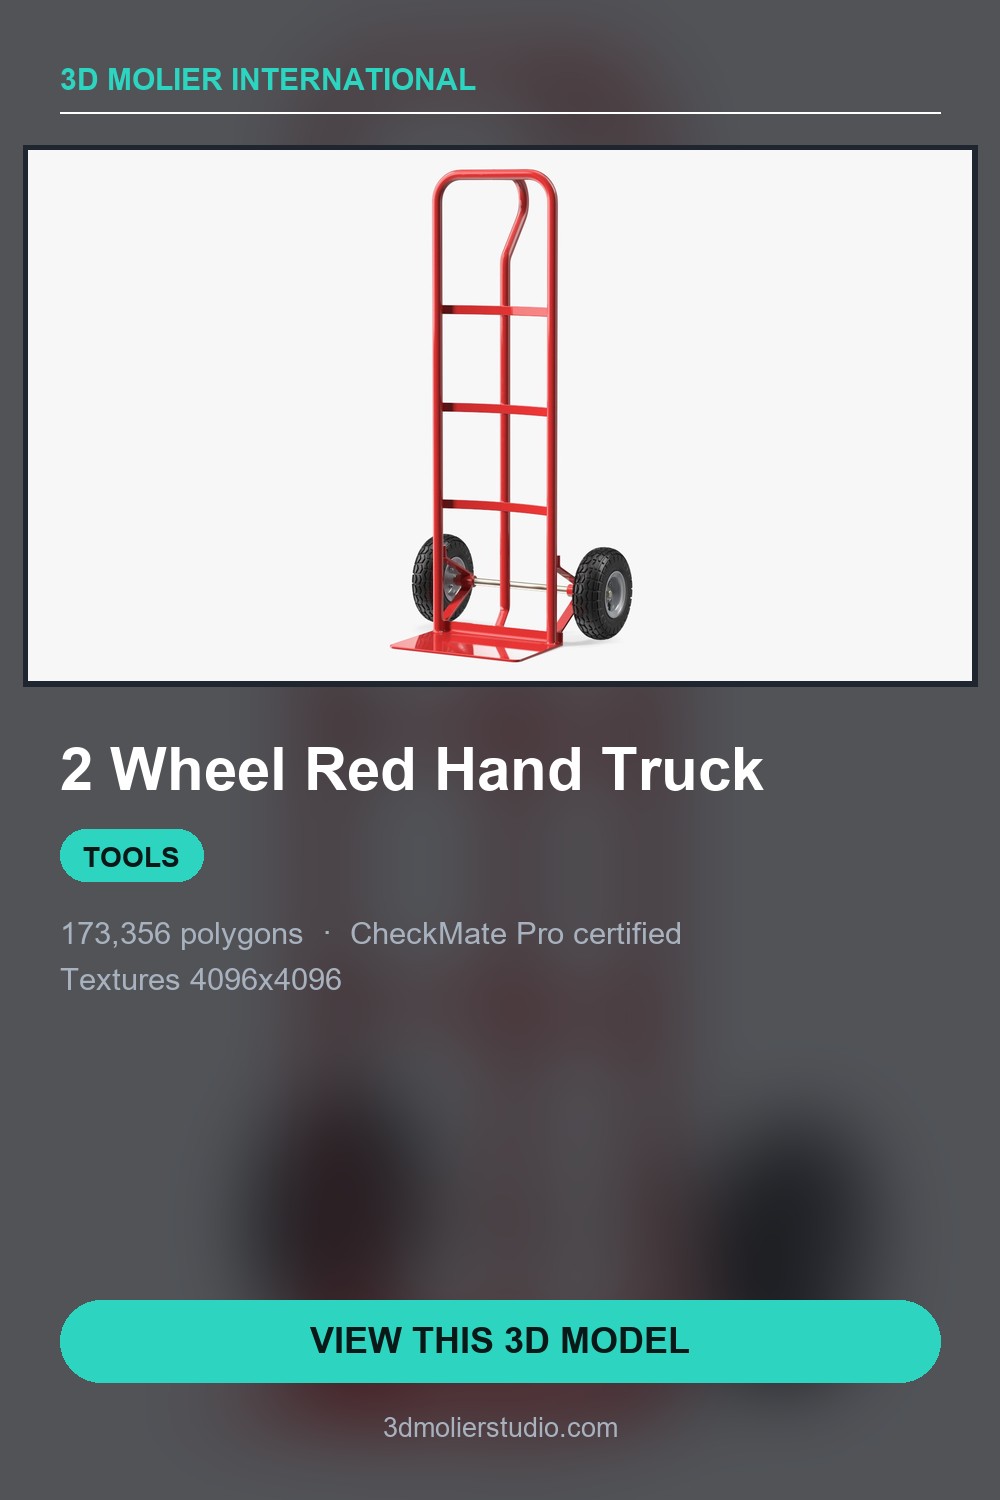 3D MOLIER INTERNATIONAL
2 Wheel Red Hand Truck
TOOLS
173,356 polygons · CheckMate Pro certified
Textures 4096x4096
VIEW THIS 3D MODEL
3dmolierstudio.com